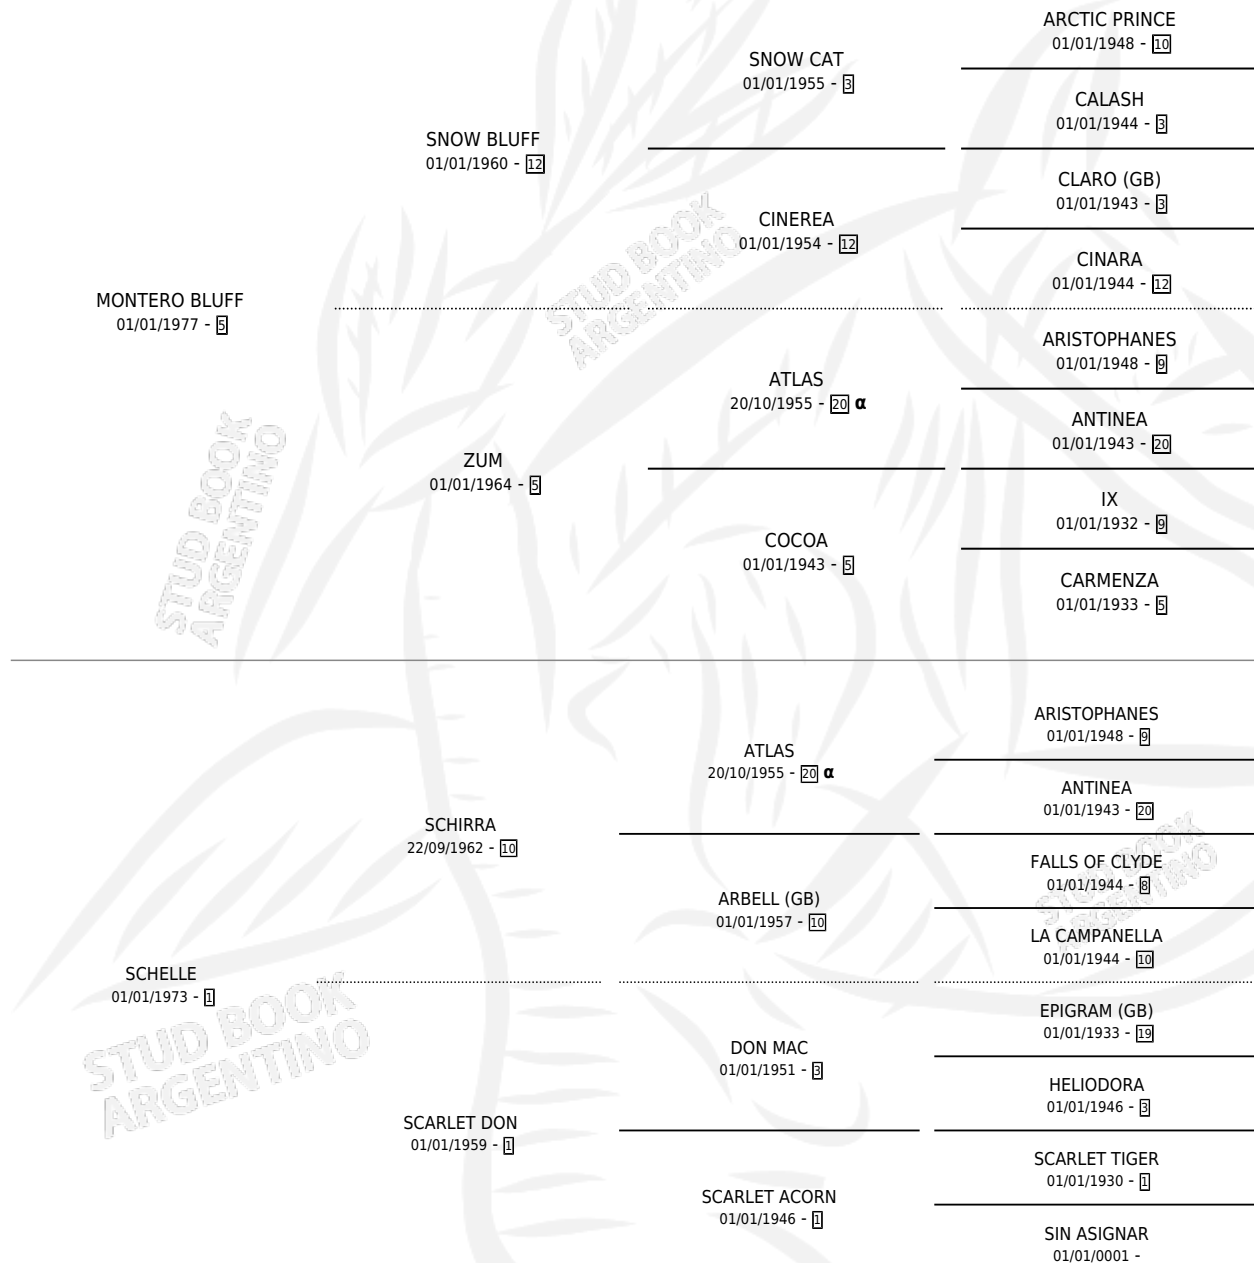 ARCTIC PRINCE
01/01/1948 - 10
SNOW CAT
01/01/1955 - 3
CALASH
01/01/1944 - 3
SNOW BLUFF
01/01/1960 - 12
CLARO (GB)
01/01/1943 - 3
CINEREA
01/01/1954 - 12
CINARA
01/01/1944 - 12
MONTERO BLUFF
01/01/1977 - 5
STUD BOOK
ARGENTINO
ARISTOPHANES
01/01/1948 - 9
ATLAS
20/10/1955 - 20 α
ANTINEA
01/01/1943 - 20
ZUM
01/01/1964 - 5
IX
01/01/1932 - 9
COCOA
01/01/1943 - 5
CARMENZA
01/01/1933 - 5
STUD BOOK
ARGENTINO
ARISTOPHANES
01/01/1948 - 9
ATLAS
20/10/1955 - 20 α
ANTINEA
01/01/1943 - 20
SCHIRRA
22/09/1962 - 10
FALLS OF CLYDE
01/01/1944 - 8
ARBELL (GB)
01/01/1957 - 10
LA CAMPANELLA
01/01/1944 - 10
STUD BOOK
ARGENTINO
SCHELLE
01/01/1973 - 1
EPIGRAM (GB)
01/01/1933 - 19
DON MAC
01/01/1951 - 3
HELIODORA
01/01/1946 - 3
STUD BOOK
ARGENTINO
SCARLET DON
01/01/1959 - 1
SCARLET TIGER
01/01/1930 - 1
SCARLET ACORN
01/01/1946 - 1
SIN ASIGNAR
01/01/0001 -